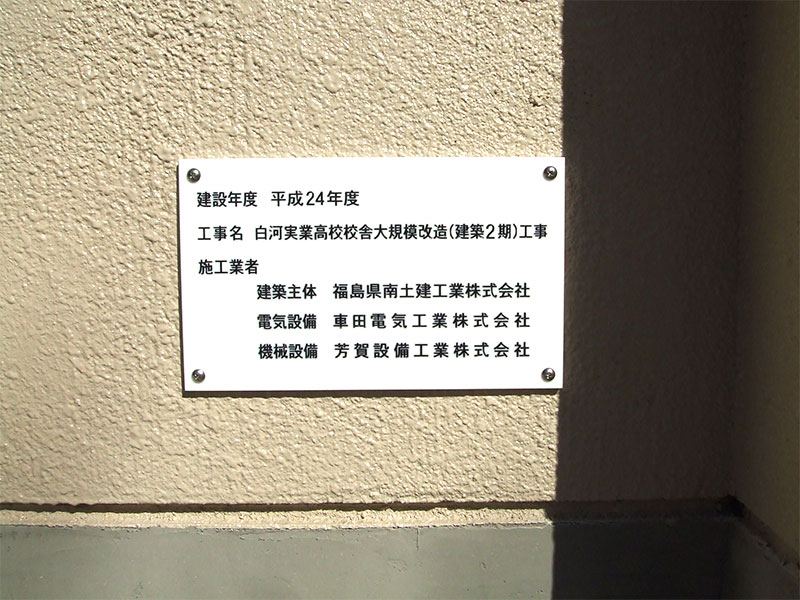 建設年度 平成24年度
工事名 白河実業高校校舎大規模改造(建築2期)工事
施工業者
建築主体 福島県南土建工業株式会社
電気設備 車田電気工業株式会社
機械設備 芳賀設備工業株式会社